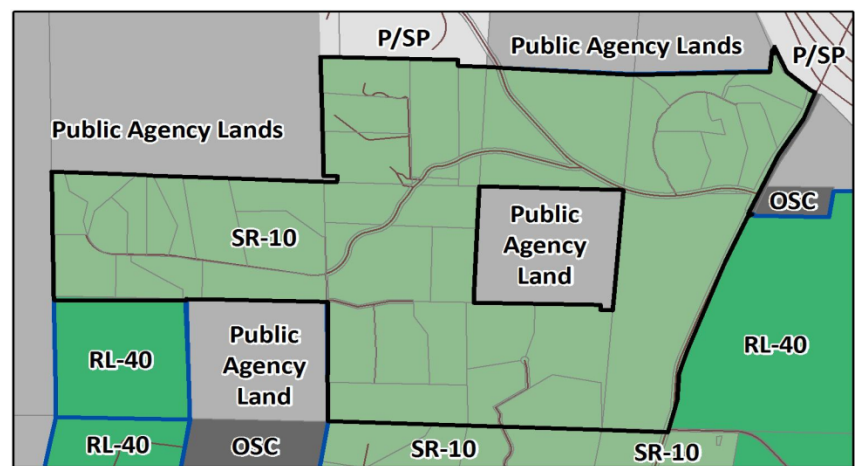 P/SP
Public Agency Lands
P/SP
Public Agency Lands
OSC
Public
Agency
Land
SR-10
RL-40
Public
Agency
Land
RL-40
RL-40
OSC
SR-10
SR-10